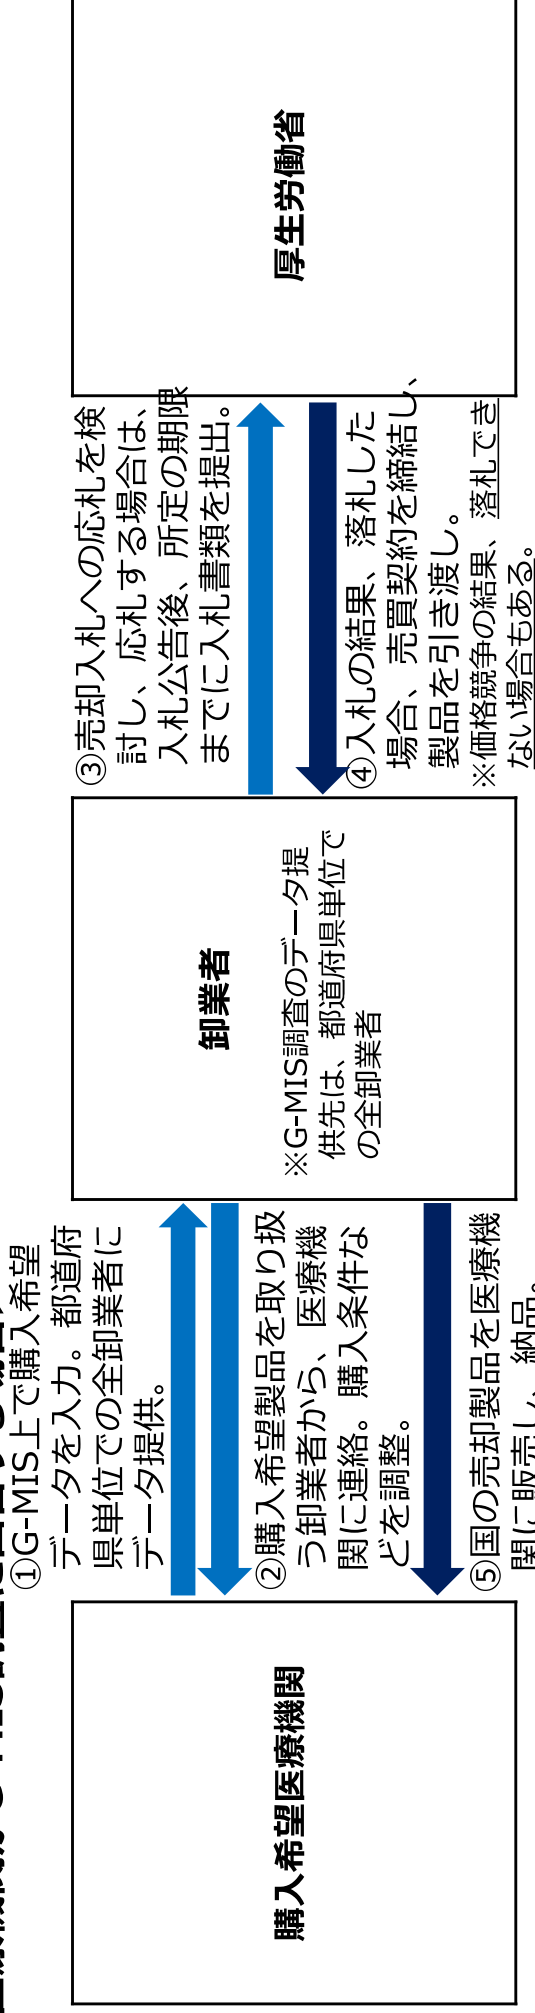 ①G-MIS上で購入希望
データを入力。都道府
県単位での全卸業者に
データ提供。
②購入希望製品を取り扱
う卸業者から、医療機
関に連絡。購入条件な
どを調整。
⑤国の売却製品を医療機
関に販売し、納品。
購入希望医療機関
卸業者
※G-MIS調査のデータ提
供先は、都道府県単位で
の全卸業者
③売却入札への応札を検
討し、応札する場合は、
入札公告後、所定の期限
までに入札書類を提出。
④入札の結果、落札した
場合、売買契約を締結し、
製品を引き渡し。
※価格競争の結果、落札でき
ない場合もある。
厚生労働省